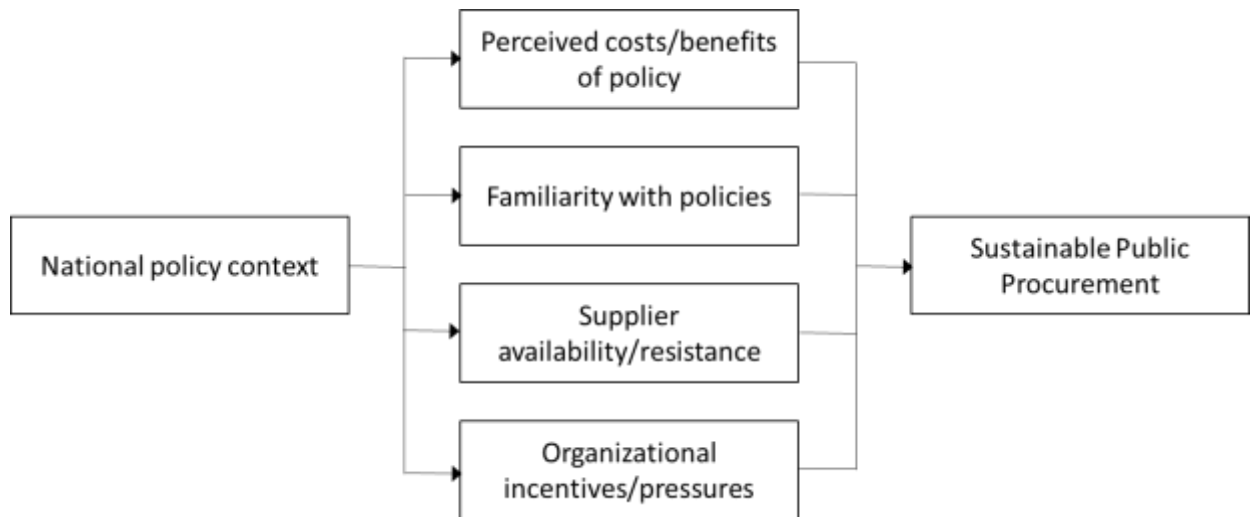 Perceived costs/benefits
of policy
Familiarity with policies
National policy context
Sustainable Public
Procurement
Supplier
availability/resistance
Organizational
incentives/pressures